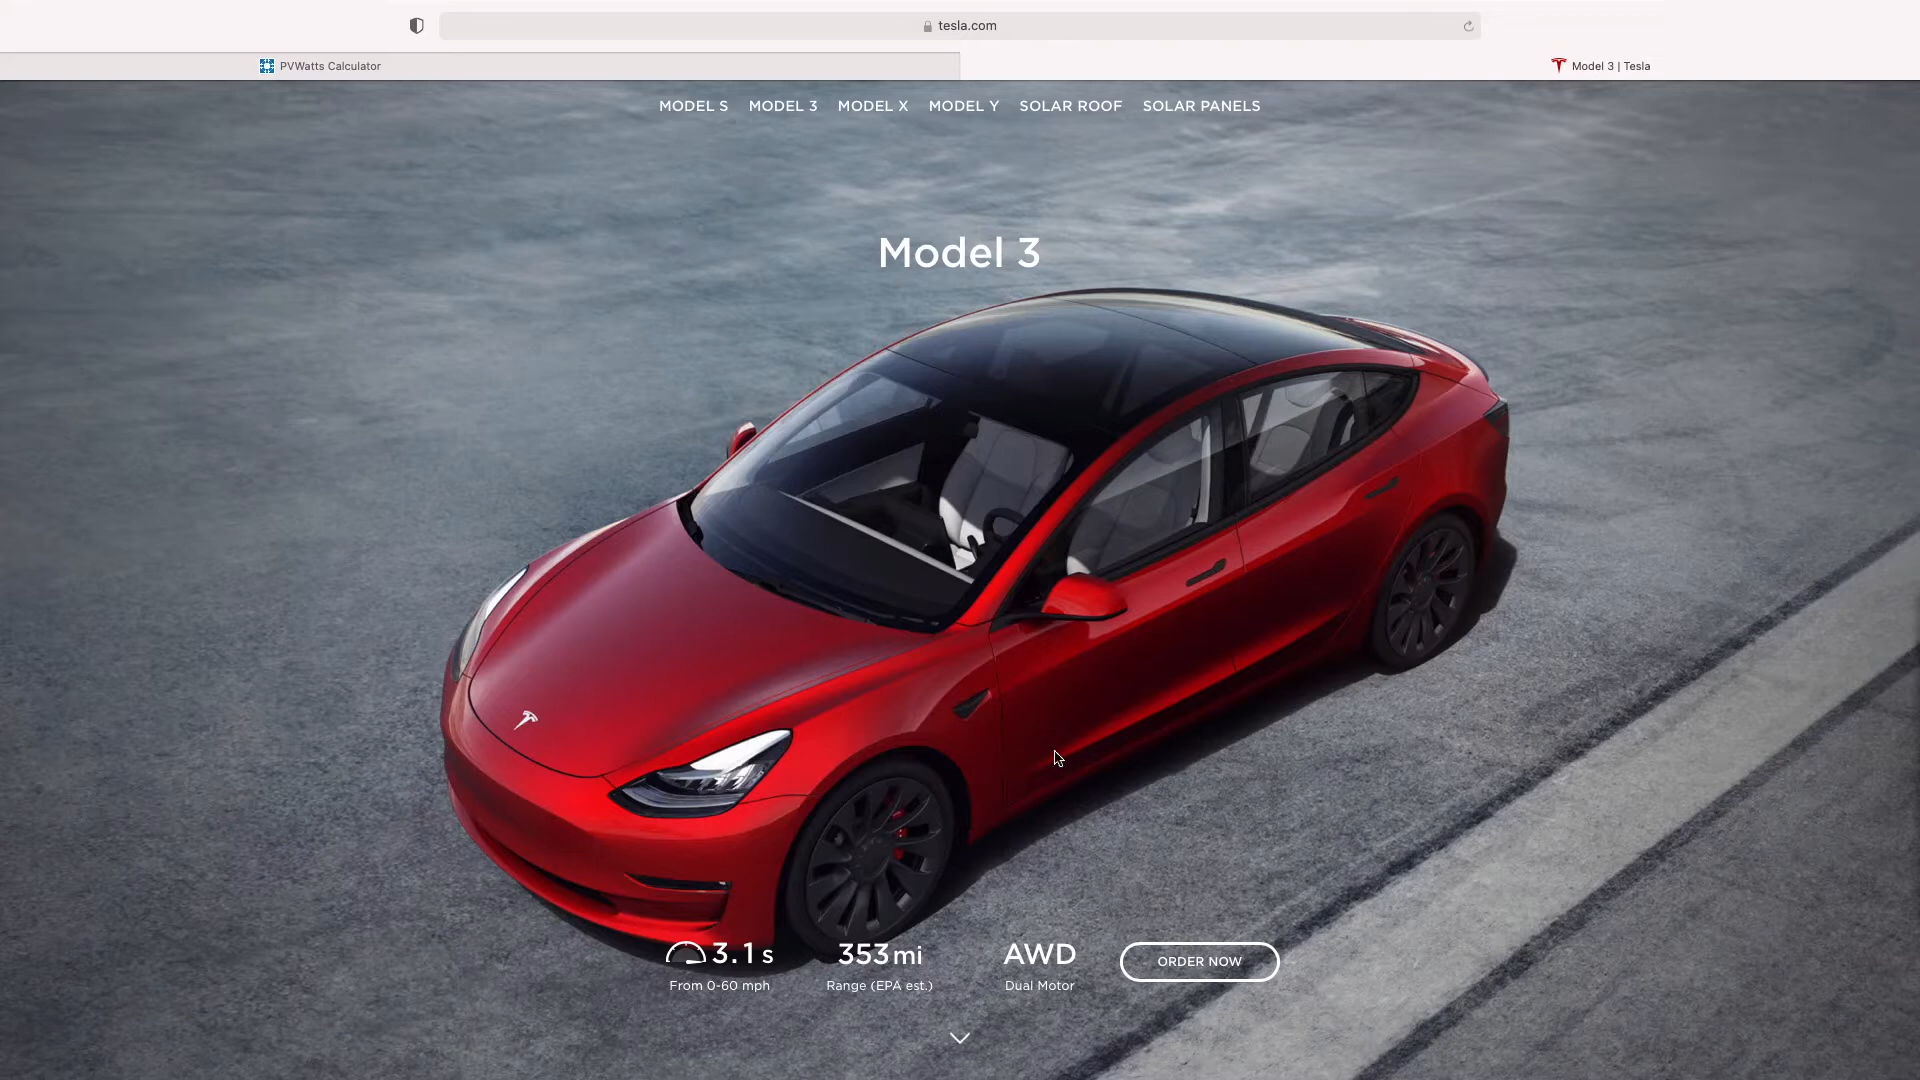 tesla.com
PVWatts Calculator
Model 3 | Tesla
MODEL S MODEL 3 MODEL X MODEL Y SOLAR ROOF SOLAR PANELS
Model 3
3.1 s
From 0-60 mph
353 mi
Range (EPA est.)
AWD
Dual Motor
ORDER NOW